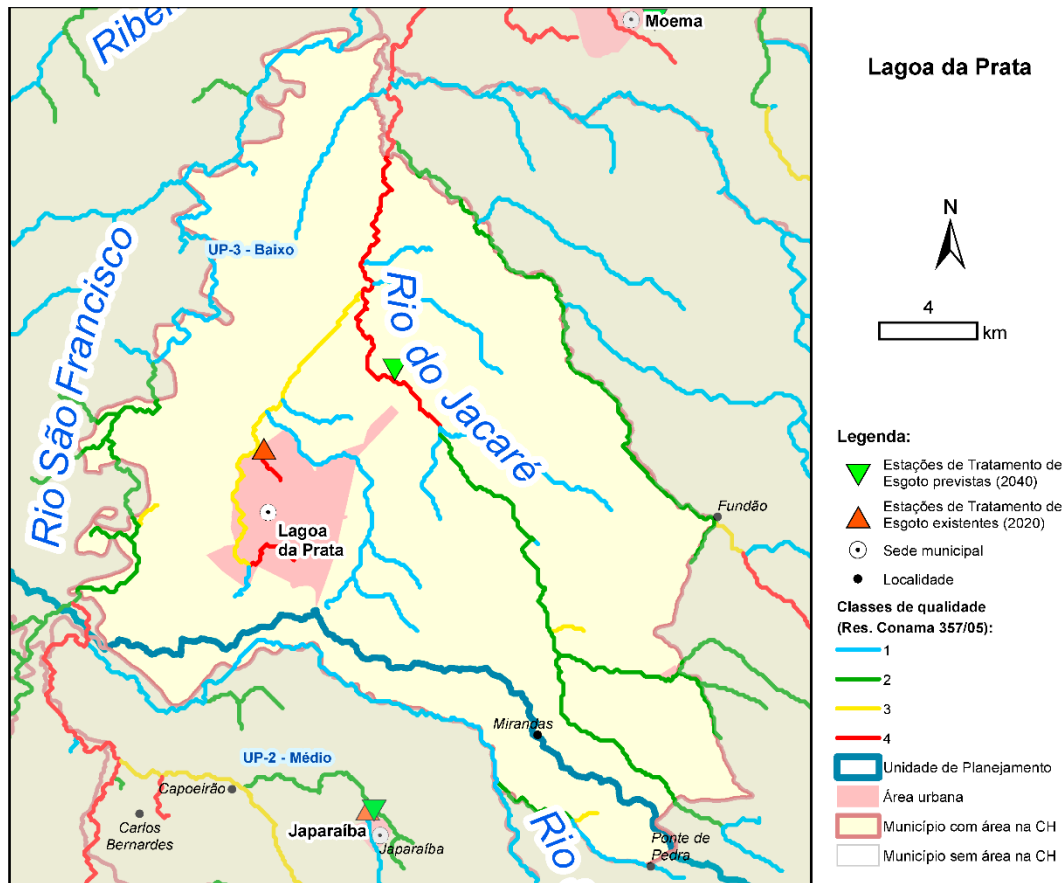 Ribei
Moema
UP-3 - Baixo
Rio São Francisco
Rio do Jacaré
Lagoa
da Prata
Fundão
Mirandas
UP-2 - Médio
Capoeirão
Carlos
Bernardes
Japaraíba
Japaraíba
Rio
Ponte de
Pedra
Lagoa da Prata
N
4
km
Legenda:
Estações de Tratamento de
Esgoto previstas (2040)
Estações de Tratamento de
Esgoto existentes (2020)
Sede municipal
Localidade
Classes de qualidade
(Res. Conama 357/05):
1
2
3
4
Unidade de Planejamento
Área urbana
Município com área na CH
Município sem área na CH